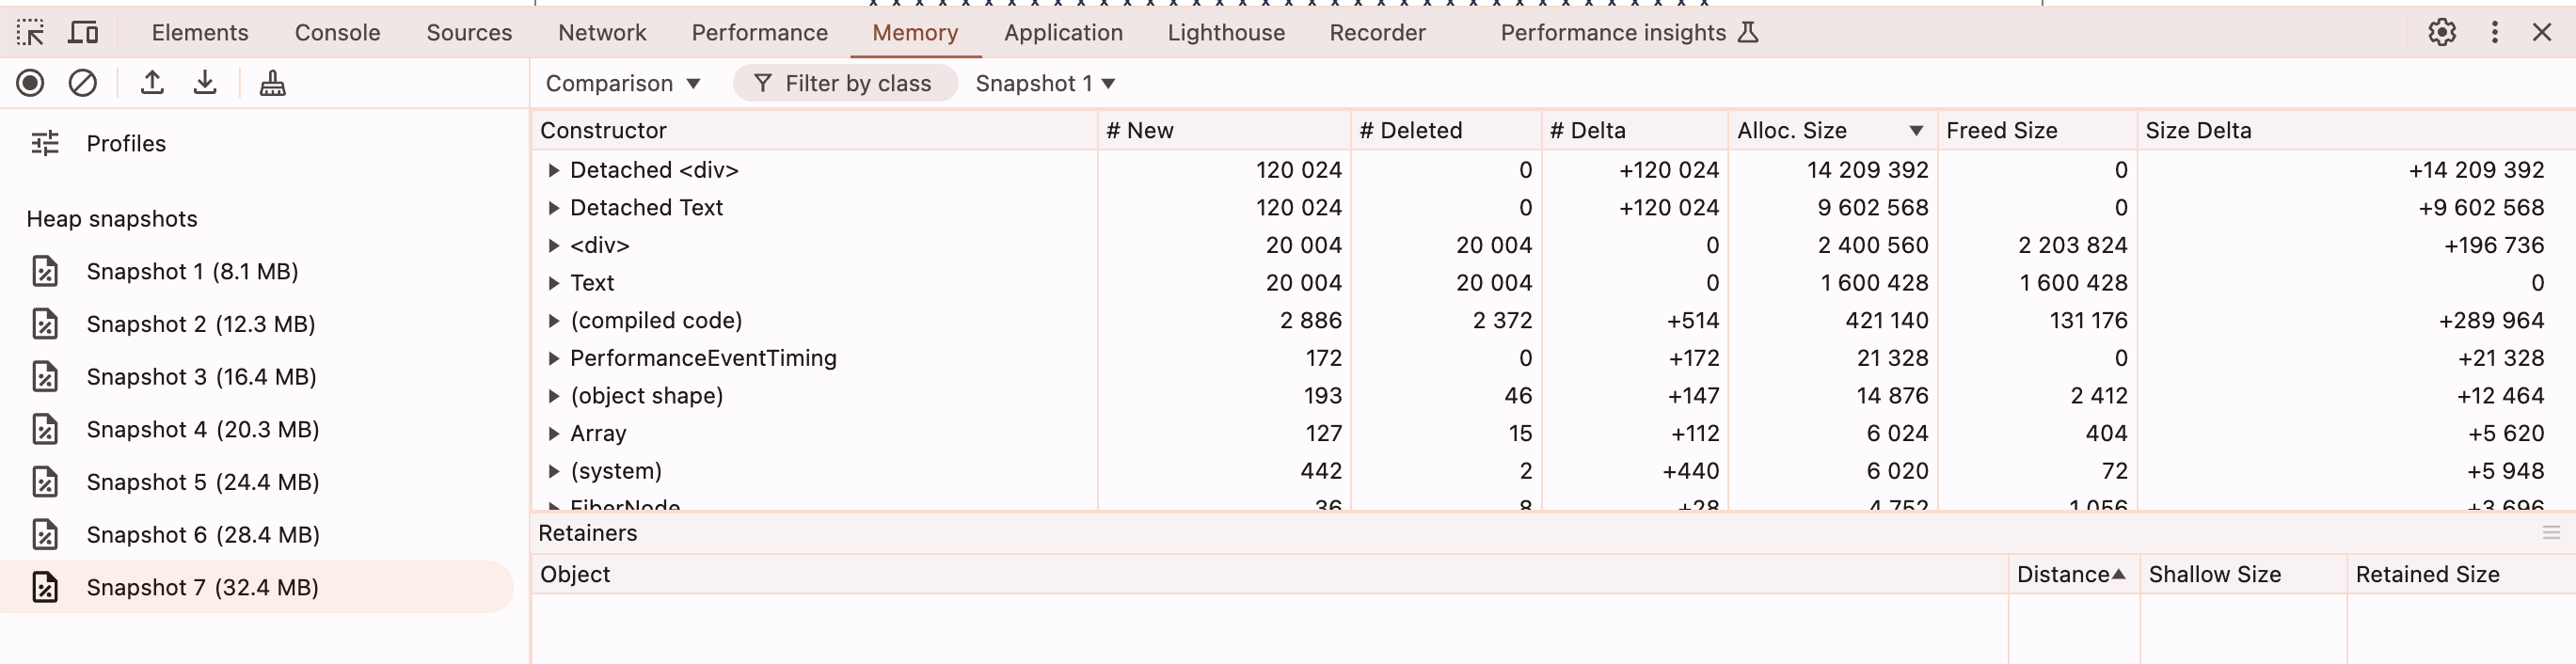 Elements Console Sources Network Performance Memory Application Lighthouse Recorder Performance insights
Comparison Filter by class Snapshot 1
Profiles
Heap snapshots
Snapshot 1 (8.1 MB)
Snapshot 2 (12.3 MB)
Snapshot 3 (16.4 MB)
Snapshot 4 (20.3 MB)
Snapshot 5 (24.4 MB)
Snapshot 6 (28.4 MB)
Snapshot 7 (32.4 MB)
Constructor # New # Deleted # Delta Alloc. Size Freed Size Size Delta
Detached <div> 120 024 0 +120 024 14 209 392 0 +14 209 392
Detached Text 120 024 0 +120 024 9 602 568 0 +9 602 568
<div> 20 004 20 004 0 2 400 560 2 203 824 +196 736
Text 20 004 20 004 0 1 600 428 1 600 428 0
(compiled code) 2 886 2 372 +514 421 140 131 176 +289 964
PerformanceEventTiming 172 0 +172 21 328 0 +21 328
(object shape) 193 46 +147 14 876 2 412 +12 464
Array 127 15 +112 6 024 404 +5 620
(system) 442 2 +440 6 020 72 +5 948
FiberNode 36 8 +28 4 752 1 056 +3 696
Retainers
Object Distance Shallow Size Retained Size